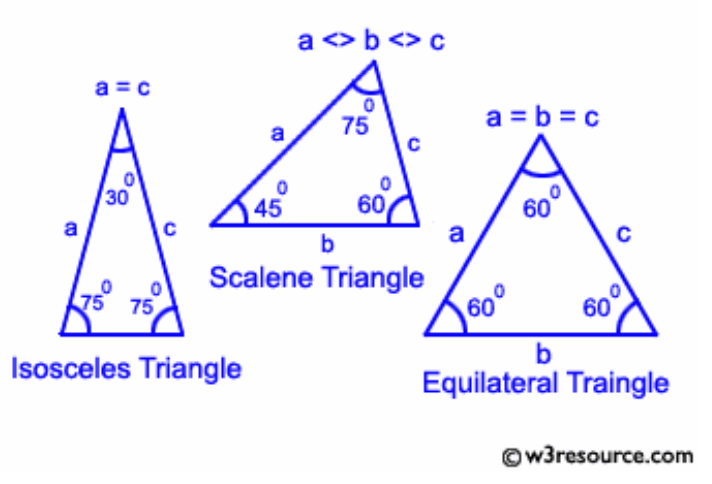 a = c
30⁰
a
c
75⁰ 75⁰
Isosceles Triangle
a <> b <> c
75⁰
a
c
45⁰ 60⁰
b
Scalene Triangle
a = b = c
60⁰
a
c
60⁰ 60⁰
b
Equilateral Traingle
© w3resource.com